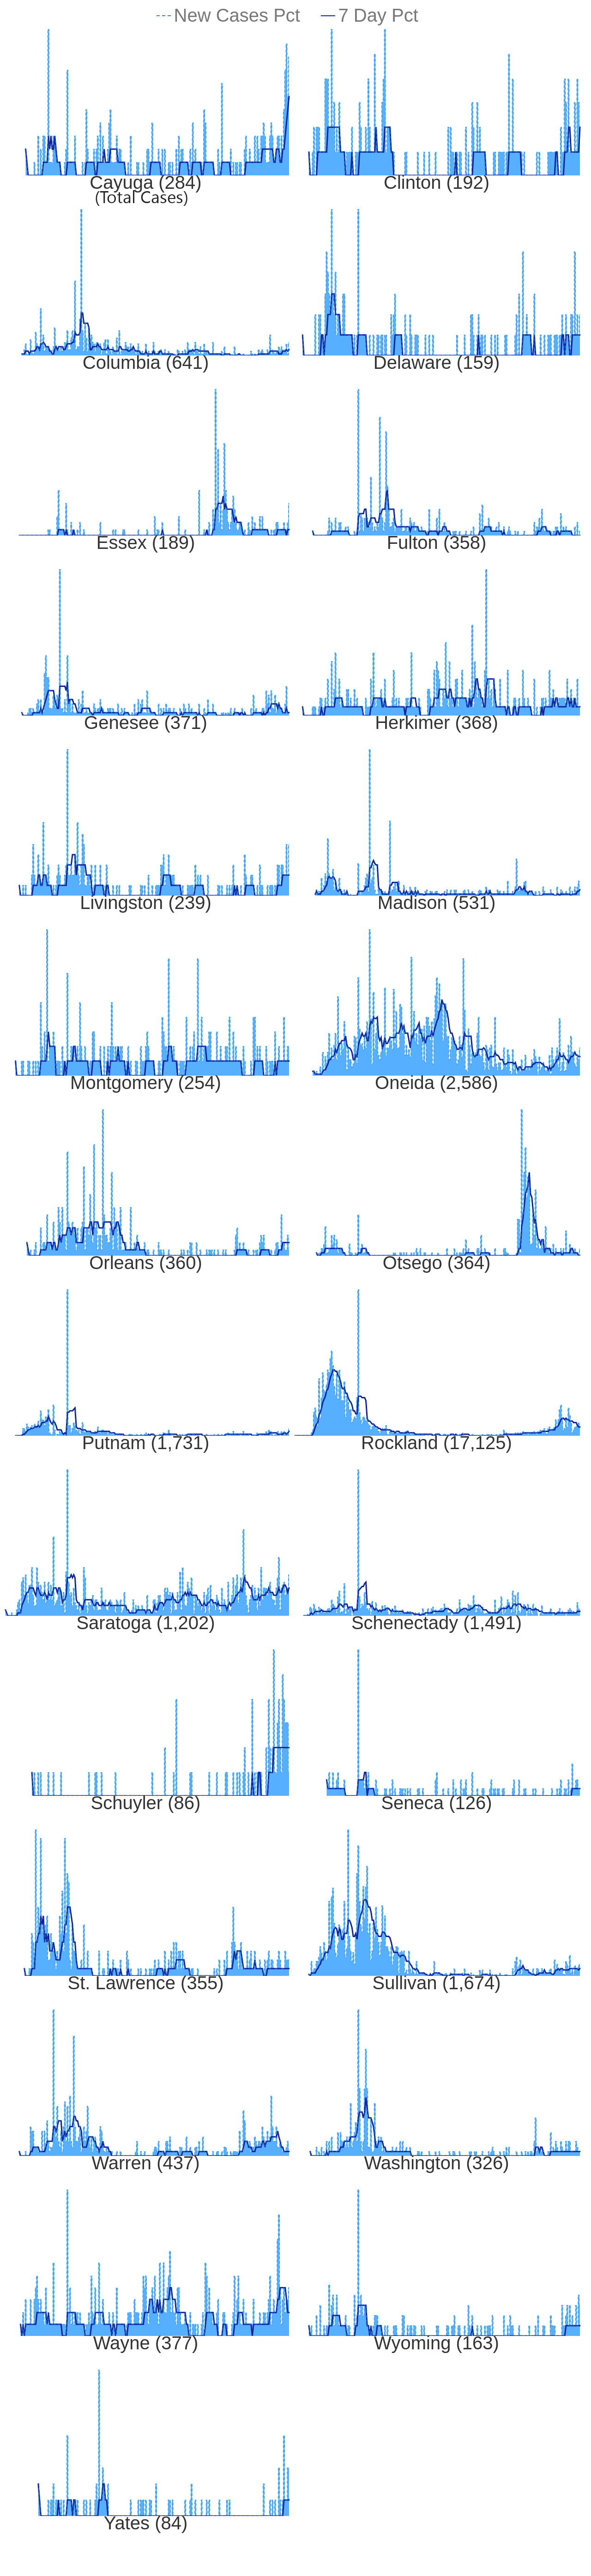 New Cases Pct 7 Day Pct
Cayuga (284) Clinton (192)
(Total Cases)
Columbia (641) Delaware (159)
Essex (189) Fulton (358)
Genesee (371) Herkimer (368)
Livingston (239) Madison (531)
Montgomery (254) Oneida (2,586)
Orleans (360) Otsego (364)
Putnam (1,731) Rockland (17,125)
Saratoga (1,202) Schenectady (1,491)
Schuyler (86) Seneca (126)
St. Lawrence (355) Sullivan (1,674)
Warren (437) Washington (326)
Wayne (377) Wyoming (163)
Yates (84)